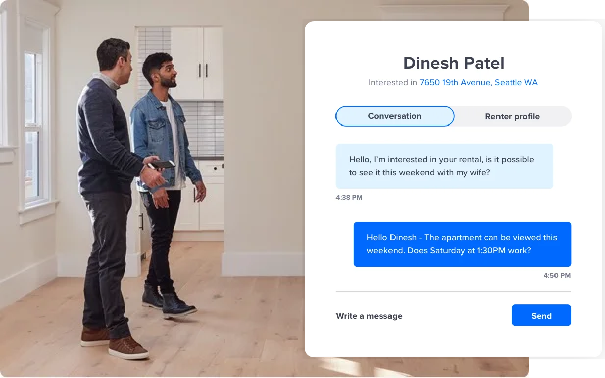 Dinesh Patel
Interested in 7650 19th Avenue, Seattle WA
Conversation
Renter profile
Hello, I'm interested in your rental, is it possible
to see it this weekend with my wife?
4:38 PM
Hello Dinesh - The apartment can be viewed this
weekend. Does Saturday at 1:30PM work?
4:50 PM
Write a message
Send